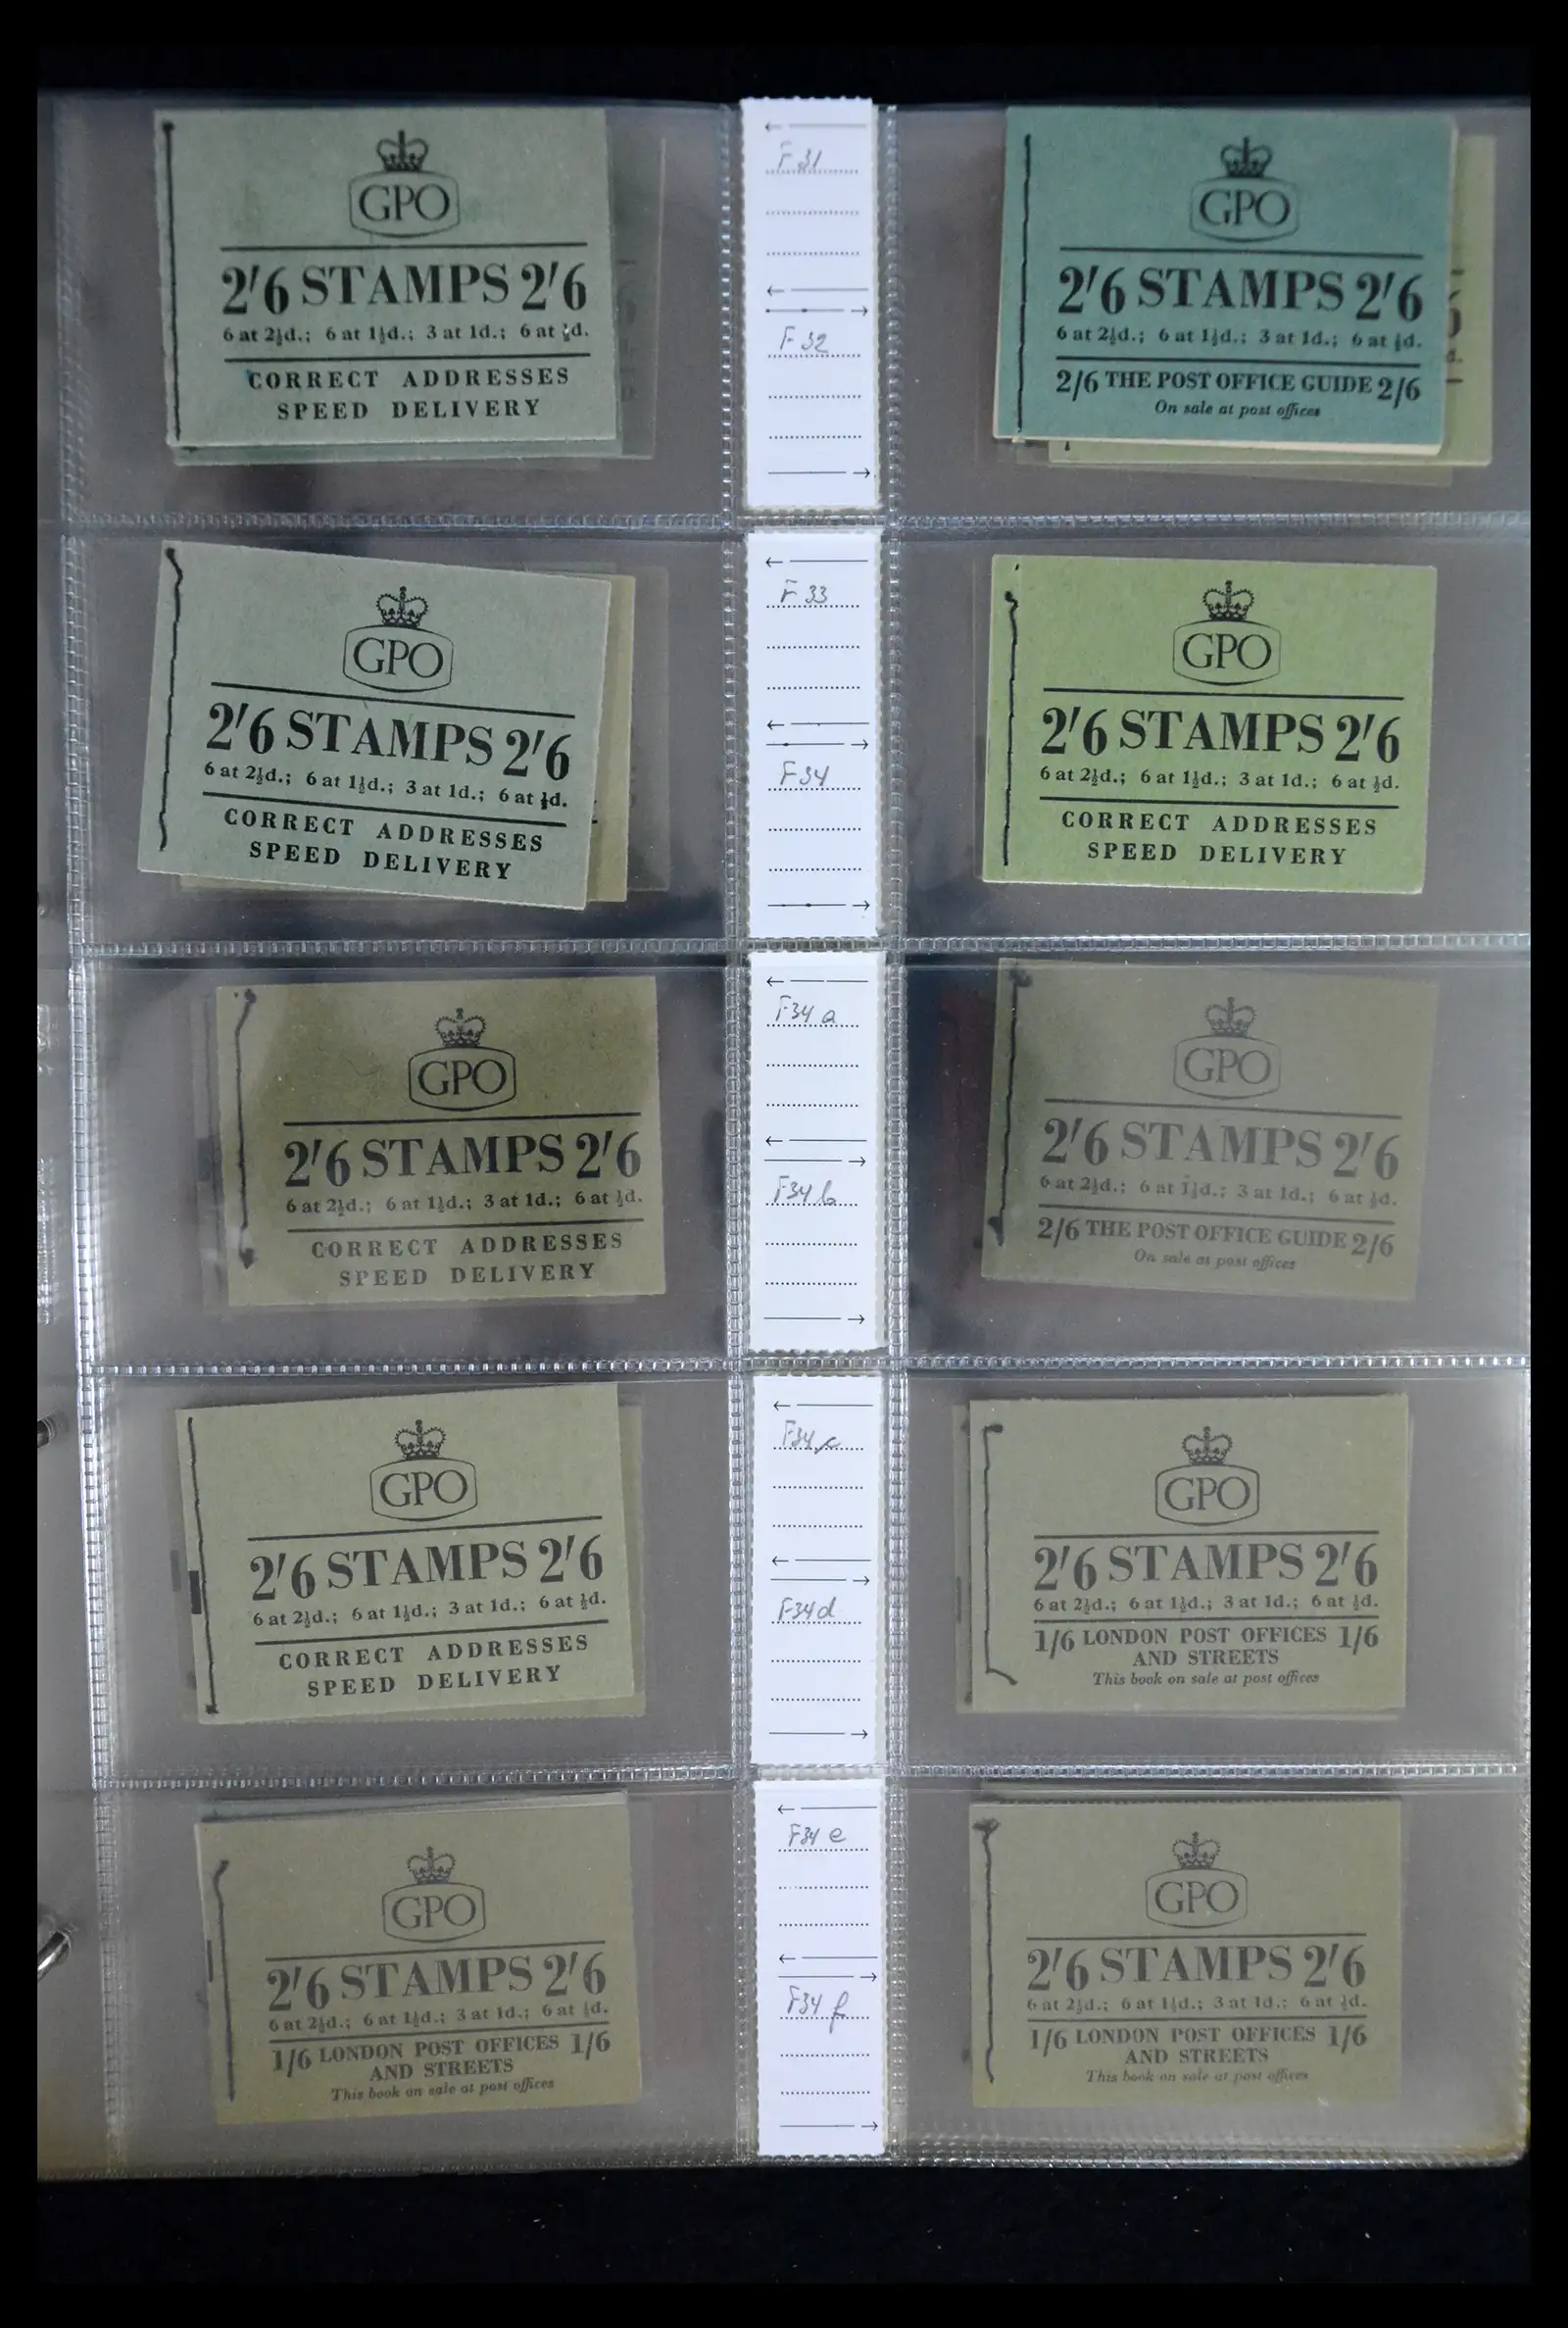 GPO
2'6 STAMPS 2'6
6 at 2½d.; 6 at 1½d.; 3 at 1d.; 6 at ½d.
CORRECT ADDRESSES
SPEED DELIVERY
F31
F32
GPO
2'6 STAMPS 2'6
6 at 2½d.; 6 at 1½d.; 3 at 1d.; 6 at ½d.
2/6 THE POST OFFICE GUIDE 2/6
On sale at post offices
GPO
2'6 STAMPS 2'6
6 at 2½d.; 6 at 1½d.; 3 at 1d.; 6 at ½d.
CORRECT ADDRESSES
SPEED DELIVERY
F33
F34
GPO
2'6 STAMPS 2'6
6 at 2½d.; 6 at 1½d.; 3 at 1d.; 6 at ½d.
CORRECT ADDRESSES
SPEED DELIVERY
GPO
2'6 STAMPS 2'6
6 at 2½d.; 6 at 1½d.; 3 at 1d.; 6 at ½d.
CORRECT ADDRESSES
SPEED DELIVERY
F34 a
F34 b
GPO
2'6 STAMPS 2'6
6 at 2½d.; 6 at 1½d.; 3 at 1d.; 6 at ½d.
2/6 THE POST OFFICE GUIDE 2/6
On sale at post offices
GPO
2'6 STAMPS 2'6
6 at 2½d.; 6 at 1½d.; 3 at 1d.; 6 at ½d.
CORRECT ADDRESSES
SPEED DELIVERY
F34 c
F34 d
GPO
2'6 STAMPS 2'6
6 at 2½d.; 6 at 1½d.; 3 at 1d.; 6 at ½d.
1/6 LONDON POST OFFICES 1/6
AND STREETS
This book on sale at post offices
GPO
2'6 STAMPS 2'6
6 at 2½d.; 6 at 1½d.; 3 at 1d.; 6 at ½d.
1/6 LONDON POST OFFICES 1/6
AND STREETS
This book on sale at post offices
F34 e
F34 f
GPO
2'6 STAMPS 2'6
6 at 2½d.; 6 at 1½d.; 3 at 1d.; 6 at ½d.
1/6 LONDON POST OFFICES 1/6
AND STREETS
This book on sale at post offices